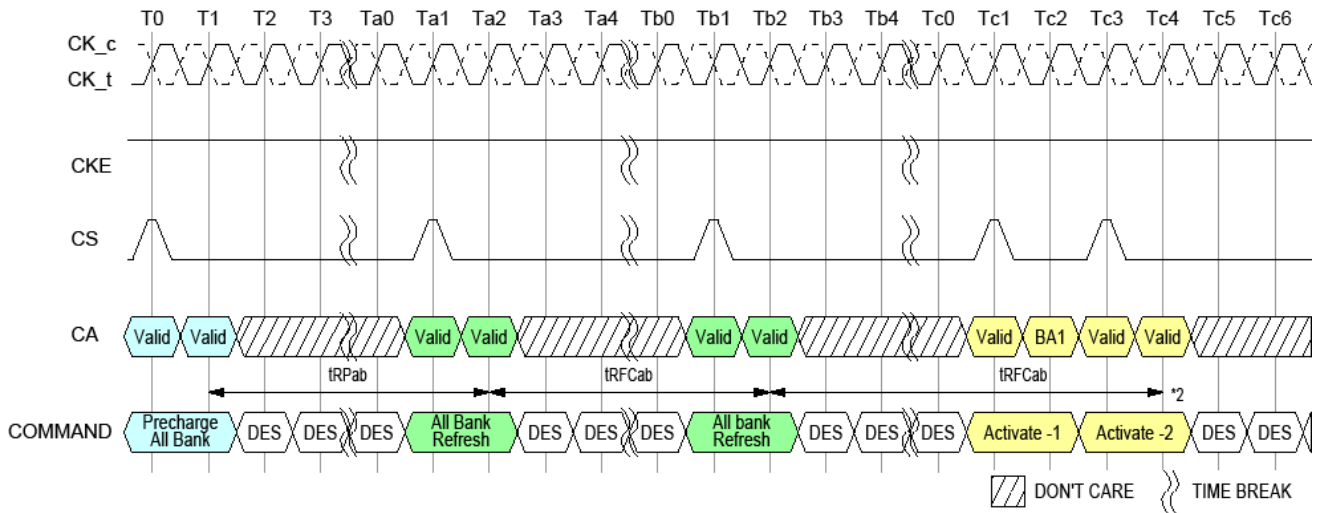 T0 T1 T2 T3 Ta0 Ta1 Ta2 Ta3 Ta4 Tb0 Tb1 Tb2 Tb3 Tb4 Tc0 Tc1 Tc2 Tc3 Tc4 Tc5 Tc6
CK_c
CK_t
CKE
CS
CA Valid Valid Valid Valid Valid Valid Valid BA1 Valid Valid
tRPab tRFCab tRFCab *2
COMMAND Precharge All Bank DES DES DES All Bank Refresh DES DES DES All bank Refresh DES DES DES Activate -1 Activate -2 DES DES
DON'T CARE TIME BREAK